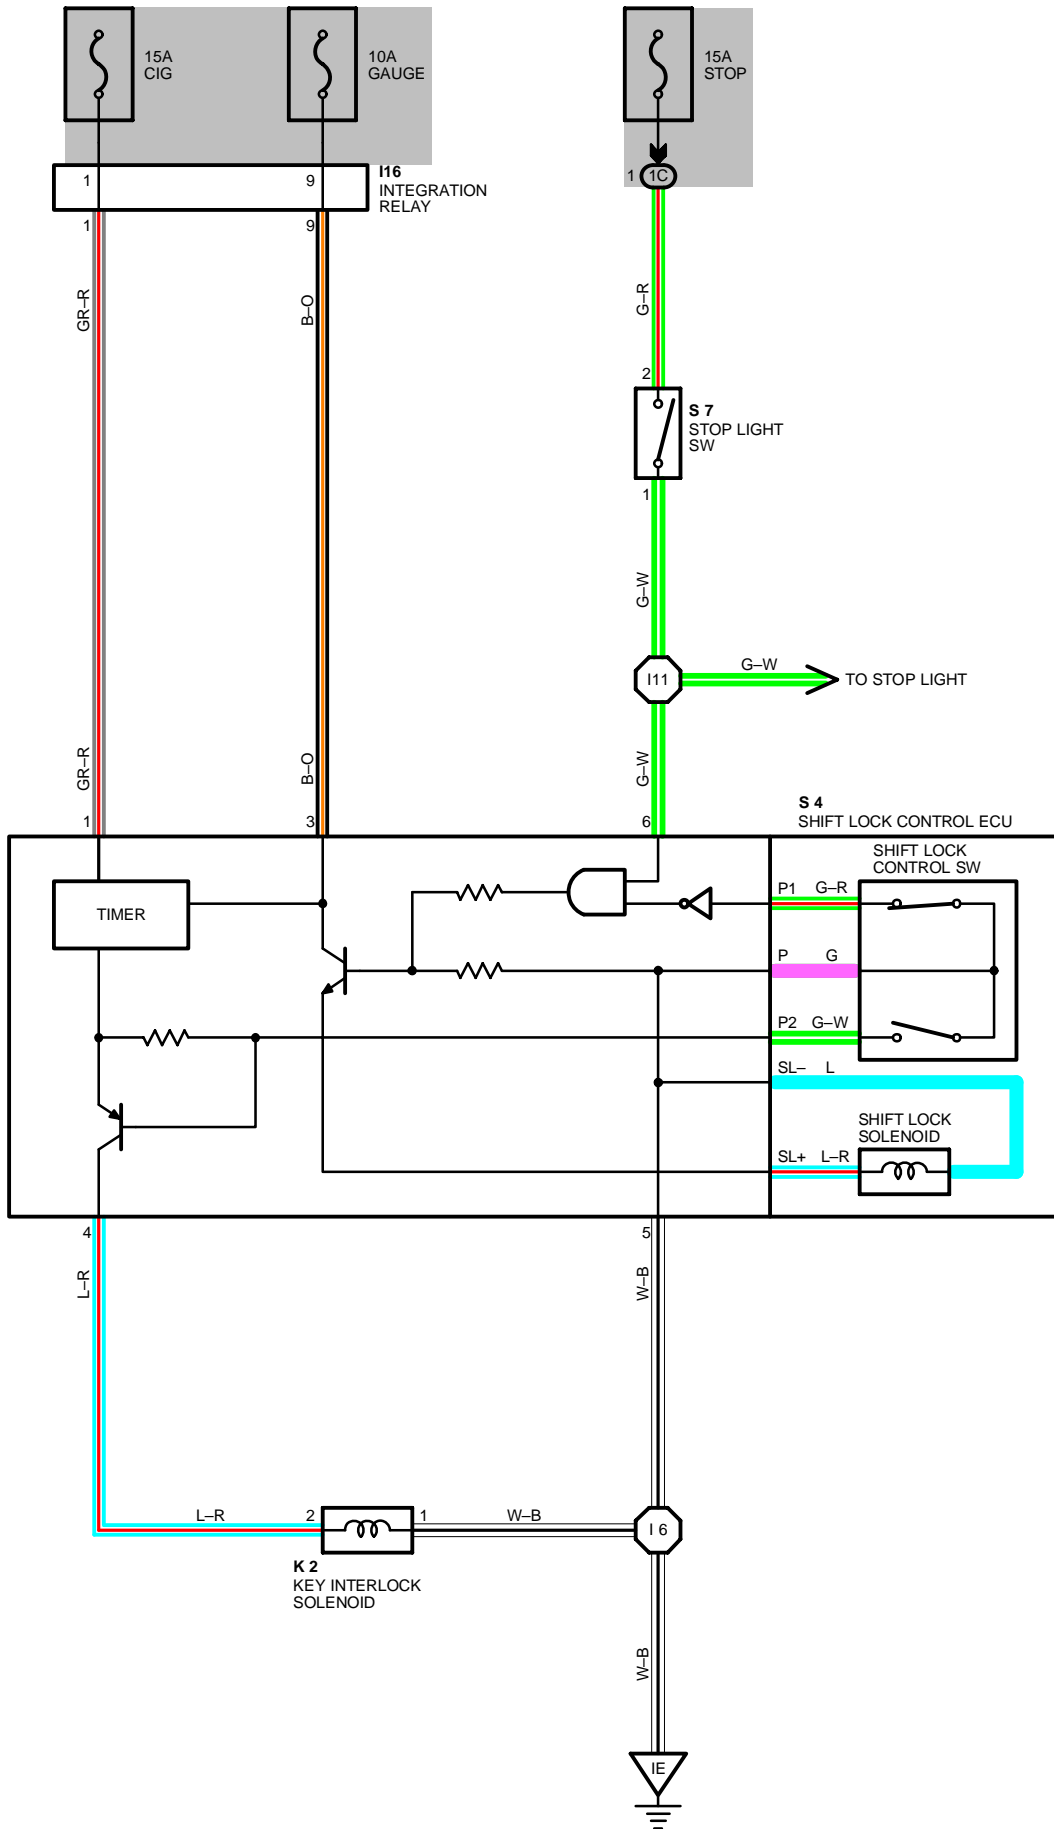 15A
CIG
10A
GAUGE
15A
STOP
1
9
I16
INTEGRATION
RELAY
1
1C
1
9
GR–R
B–O
G–R
2
S 7
STOP LIGHT
SW
1
G–W
I11
G–W
TO STOP LIGHT
GR–R
B–O
G–W
1
3
6
S 4
SHIFT LOCK CONTROL ECU
SHIFT LOCK
CONTROL SW
TIMER
P1
G–R
P
G
P2
G–W
SL–
L
SHIFT LOCK
SOLENOID
SL+
L–R
4
5
L–R
W–B
L–R
2
1
W–B
I 6
K 2
KEY INTERLOCK
SOLENOID
W–B
IE